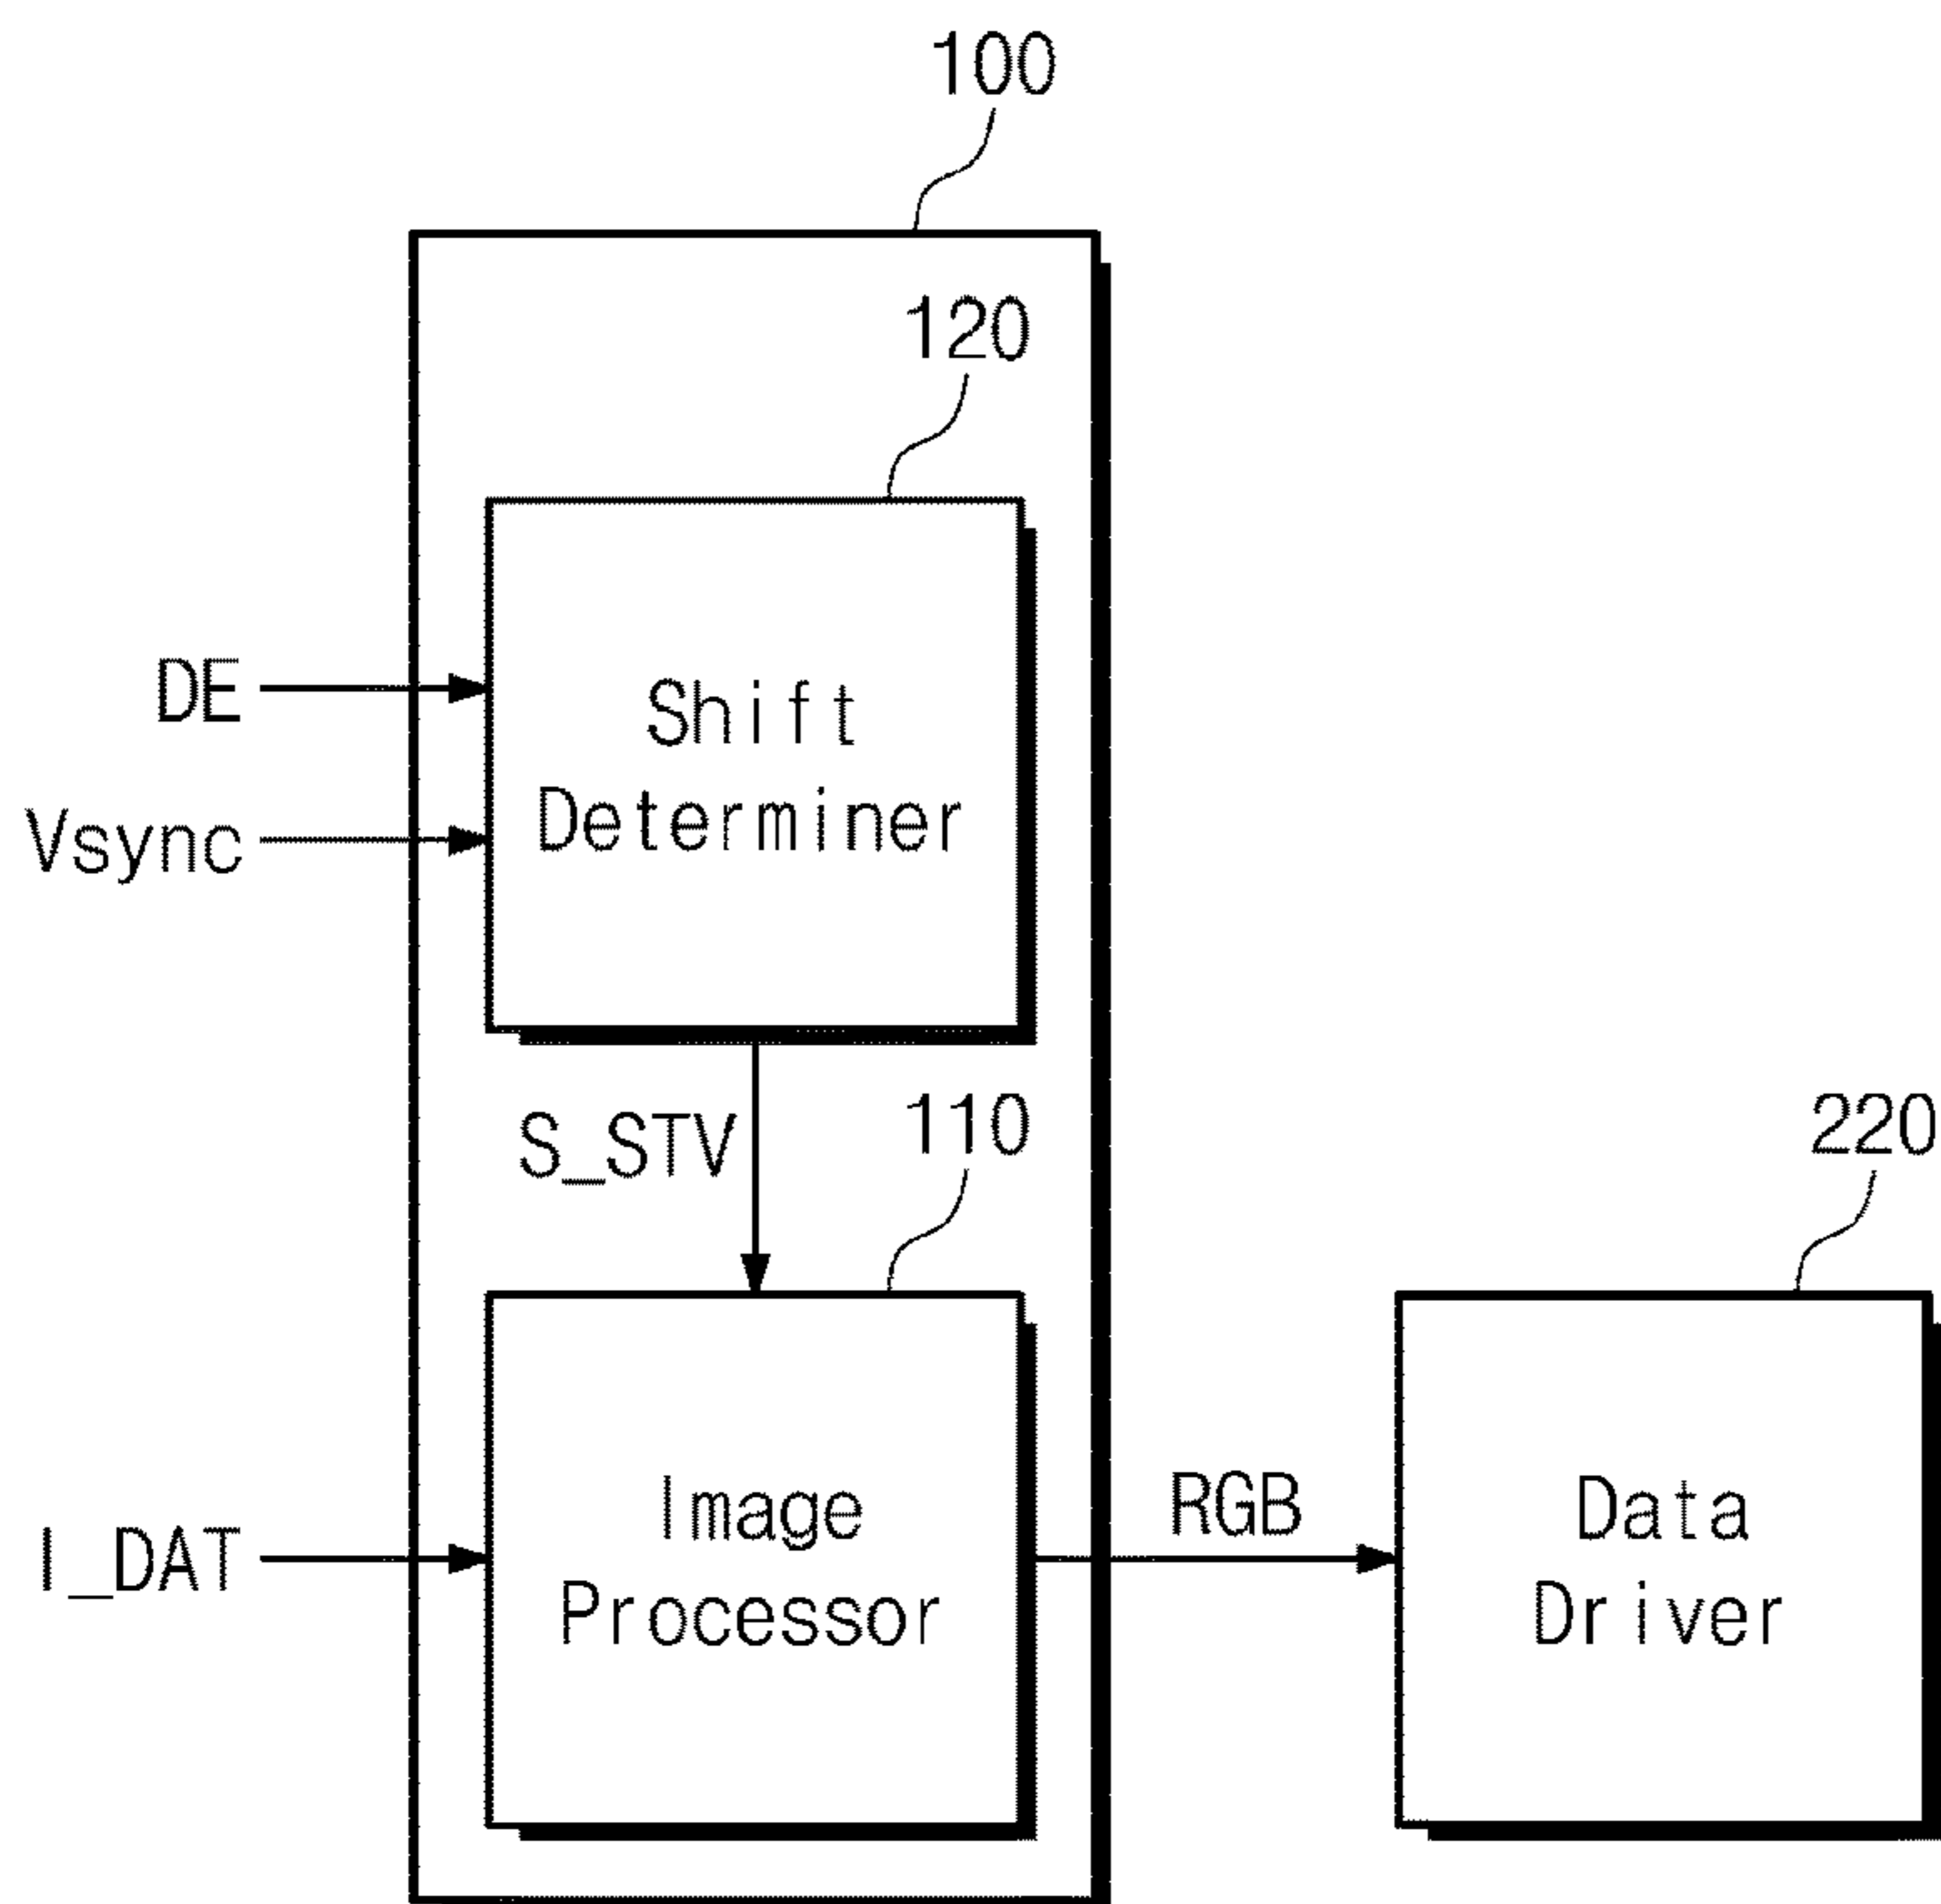 100
120
DE
Shift
Determiner
Vsync
S_STV
110
220
I_DAT
Image
Processor
RGB
Data
Driver